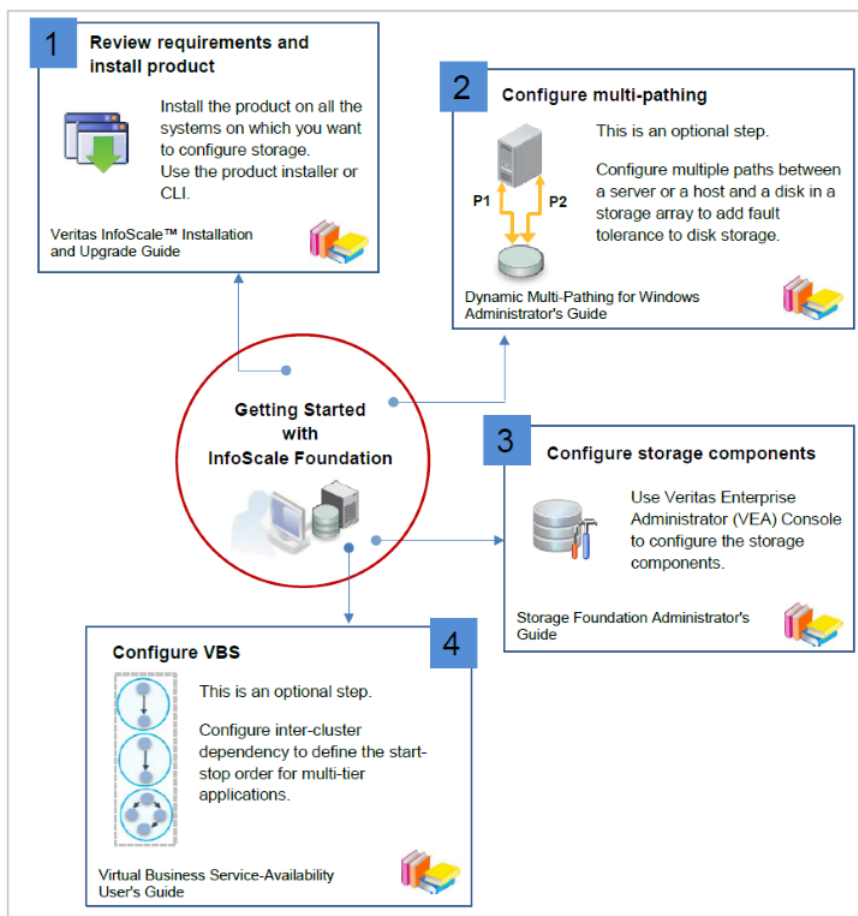 1
Review requirements and
install product
Install the product on all the
systems on which you want
to configure storage.
Use the product installer or
CLI.
Veritas InfoScale™ Installation
and Upgrade Guide
2
Configure multi-pathing
This is an optional step.
Configure multiple paths between
a server or a host and a disk in a
storage array to add fault
tolerance to disk storage.
P1
P2
Dynamic Multi-Pathing for Windows
Administrator's Guide
Getting Started
with
InfoScale Foundation
3
Configure storage components
Use Veritas Enterprise
Administrator (VEA) Console
to configure the storage
components.
Storage Foundation Administrator's
Guide
4
Configure VBS
This is an optional step.
Configure inter-cluster
dependency to define the start-
stop order for multi-tier
applications.
Virtual Business Service-Availability
User's Guide